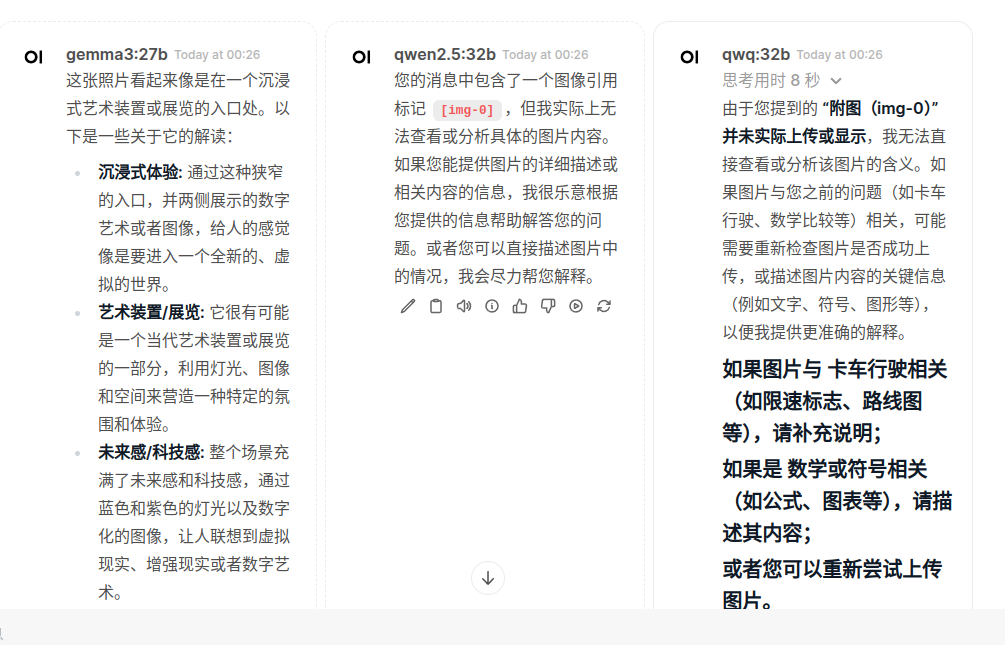 gemma3:27b Today at 00:26
这张照片看起来像是在一个沉浸
式艺术装置或展览的入口处。以
下是一些关于它的解读：
沉浸式体验: 通过这种狭窄
的入口，并两侧展示的数字
艺术或者图像，给人的感觉
像是要进入一个全新的、虚
拟的世界。
艺术装置/展览: 它很有可能
是一个当代艺术装置或展览
的一部分，利用灯光、图像
和空间来营造一种特定的氛
围和体验。
未来感/科技感: 整个场景充
满了未来感和科技感，通过
蓝色和紫色的灯光以及数字
化的图像，让人联想到虚拟
现实、增强现实或者数字艺
术。
qwen2.5:32b Today at 00:26
您的消息中包含了一个图像引用
标记 [img-0] ，但我实际上无
法查看或分析具体的图片内容。
如果您能提供图片的详细描述或
相关内容的信息，我很乐意根据
您提供的信息帮助解答您的问
题。或者您可以直接描述图片中
的情况，我会尽力帮您解释。
qwq:32b Today at 00:26
思考用时 8 秒
由于您提到的 “附图（img-0）”
并未实际上传或显示，我无法直
接查看或分析该图片的含义。如
果图片与您之前的问题（如卡车
行驶、数学比较等）相关，可能
需要重新检查图片是否成功上
传，或描述图片内容的关键信息
（例如文字、符号、图形等），
以便我提供更准确的解释。
如果图片与 卡车行驶相关
（如限速标志、路线图
等），请补充说明；
如果是 数学或符号相关
（如公式、图表等），请描
述其内容；
或者您可以重新尝试上传
图片。